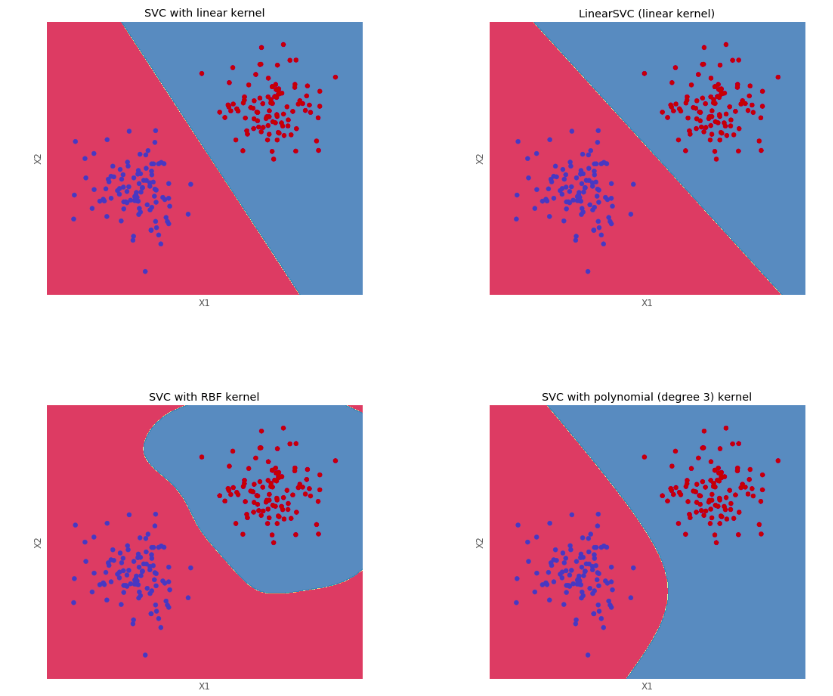 SVC with linear kernel
X2
X1
LinearSVC (linear kernel)
X2
X1
SVC with RBF kernel
X2
X1
SVC with polynomial (degree 3) kernel
X2
X1